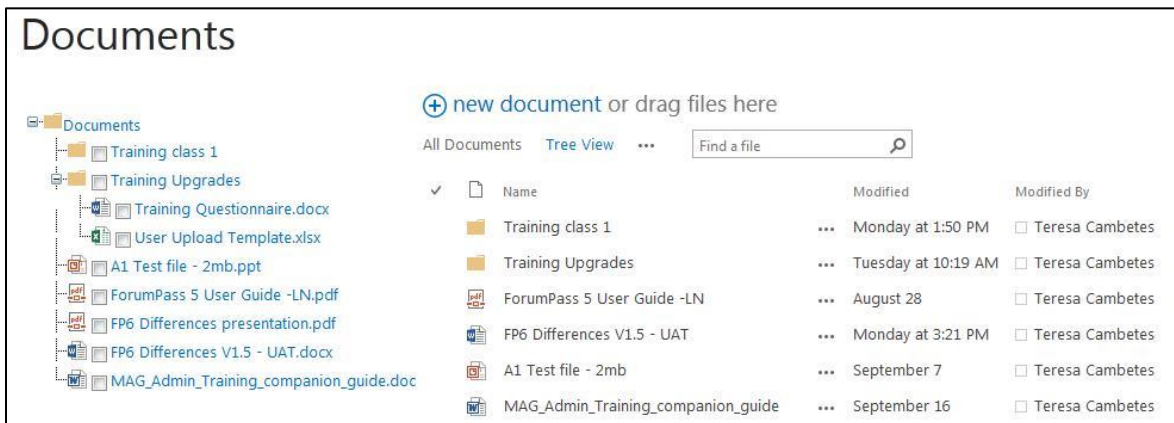 Documents
Documents
Training class 1
Training Upgrades
Training Questionnaire.docx
User Upload Template.xlsx
A1 Test file - 2mb.ppt
ForumPass 5 User Guide -LN.pdf
FP6 Differences presentation.pdf
FP6 Differences V1.5 - UAT.docx
MAG_Admin_Training_companion_guide.doc
new document or drag files here
All Documents Tree View ••• Find a file
Name Modified Modified By
Training class 1 ••• Monday at 1:50 PM Teresa Cambetes
Training Upgrades ••• Tuesday at 10:19 AM Teresa Cambetes
ForumPass 5 User Guide -LN ••• August 28 Teresa Cambetes
FP6 Differences V1.5 - UAT ••• Monday at 3:21 PM Teresa Cambetes
A1 Test file - 2mb ••• September 7 Teresa Cambetes
MAG_Admin_Training_companion_guide ••• September 16 Teresa Cambetes